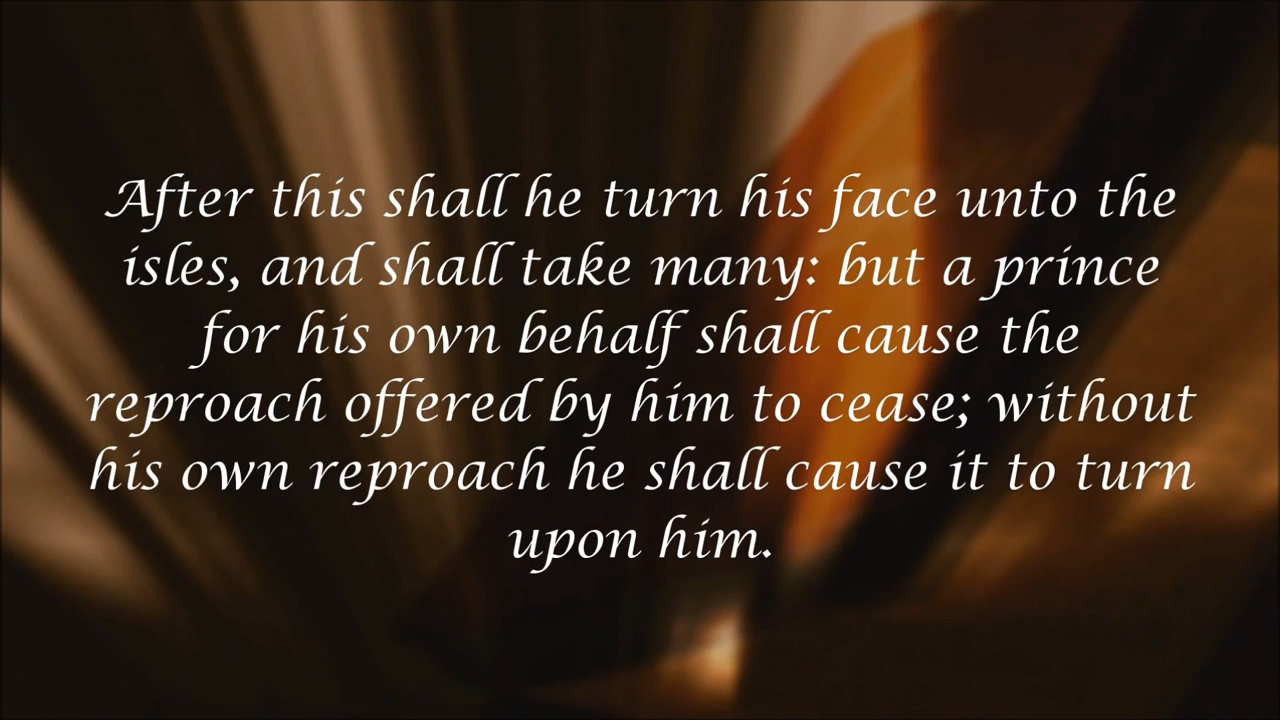 After this shall he turn his face unto the
isles, and shall take many: but a prince
for his own behalf shall cause the
reproach offered by him to cease; without
his own reproach he shall cause it to turn
upon him.